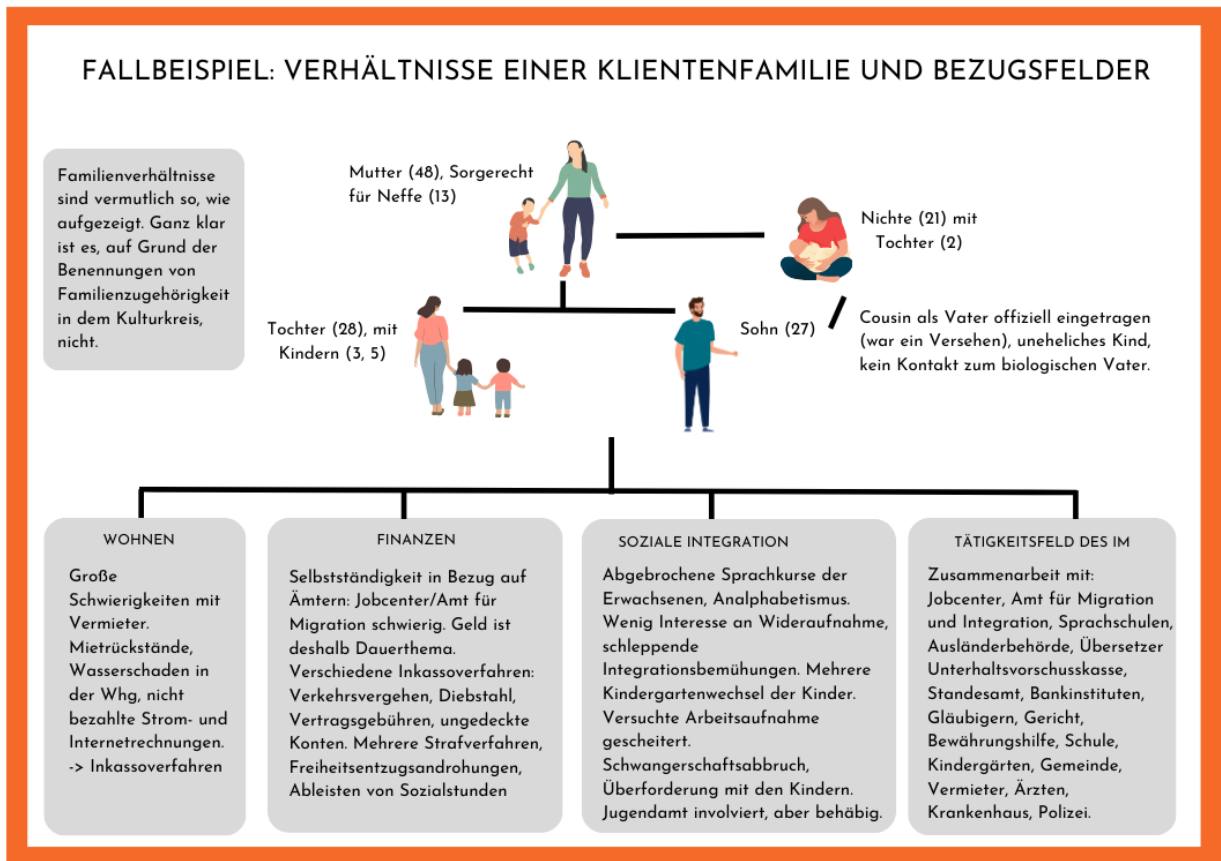 FALLBEISPIEL: VERHÄLTNISSE EINER KLIENTENFAMILIE UND BEZUGSFELDER
Familienverhältnisse
sind vermutlich so, wie
aufgezeigt. Ganz klar
ist es, auf Grund der
Benennungen von
Familienzugehörigkeit
in dem Kulturkreis,
nicht.
Mutter (48), Sorgerecht
für Neffe (13)
Nichte (21) mit
Tochter (2)
Tochter (28), mit
Kindern (3, 5)
Sohn (27)
Cousin als Vater offiziell eingetragen
(war ein Versehen), uneheliches Kind,
kein Kontakt zum biologischen Vater.
WOHNEN
Große
Schwierigkeiten mit
Vermieter.
Mietrückstände,
Wasserschaden in
der Whg, nicht
bezahlte Strom- und
Internetrechnungen.
-> Inkassoverfahren
FINANZEN
Selbstständigkeit in Bezug auf
Ämtern: Jobcenter/Amt für
Migration schwierig. Geld ist
deshalb Dauerthema.
Verschiedene Inkassoverfahren:
Verkehrsvergehen, Diebstahl,
Vertragsgebühren, ungedeckte
Konten. Mehrere Strafverfahren,
Freiheitsentzugsandrohungen,
Ableisten von Sozialstunden
SOZIALE INTEGRATION
Abgebrochene Sprachkurse der
Erwachsenen, Analphabetismus.
Wenig Interesse an Wideraufnahme,
schleppende
Integrationsbemühungen. Mehrere
Kindergartenwechsel der Kinder.
Versuchte Arbeitsaufnahme
gescheitert.
Schwangerschaftsabbruch,
Überforderung mit den Kindern.
Jugendamt involviert, aber behäbig.
TÄTIGKEITSFELD DES IM
Zusammenarbeit mit:
Jobcenter, Amt für Migration
und Integration, Sprachschulen,
Ausländerbehörde, Übersetzer
Unterhaltsvorschusskasse,
Standesamt, Bankinstituten,
Gläubigern, Gericht,
Bewährungshilfe, Schule,
Kindergärten, Gemeinde,
Vermieter, Ärzten,
Krankenhaus, Polizei.